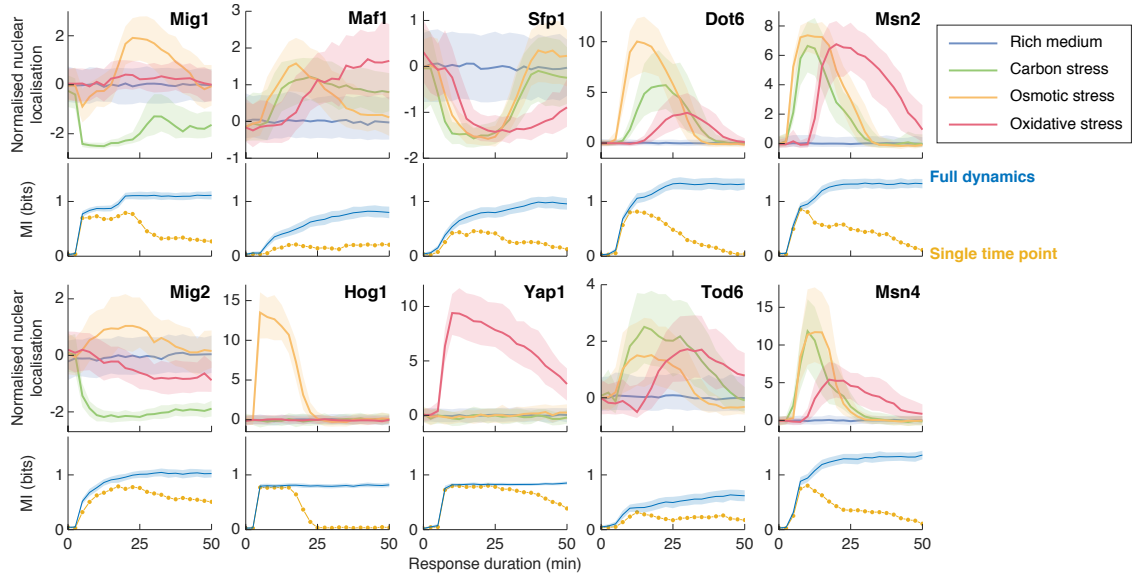 Mig1
Maf1
Sfp1
Dot6
Msn2
Normalised nuclear
localisation
2
0
-2
3
2
1
0
-1
1
0
-1
-2
10
5
0
8
6
4
2
0
Rich medium
Carbon stress
Osmotic stress
Oxidative stress
MI (bits)
1
0
1
0
1
0
1
0
1
0
Full dynamics
Single time point
Mig2
Hog1
Yap1
Tod6
Msn4
Normalised nuclear
localisation
2
0
-2
15
10
5
0
10
5
0
4
2
0
15
10
5
0
MI (bits)
1
0
1
0
1
0
1
0
1
0
0 25 50
0 25 50
0 25 50
0 25 50
0 25 50
Response duration (min)